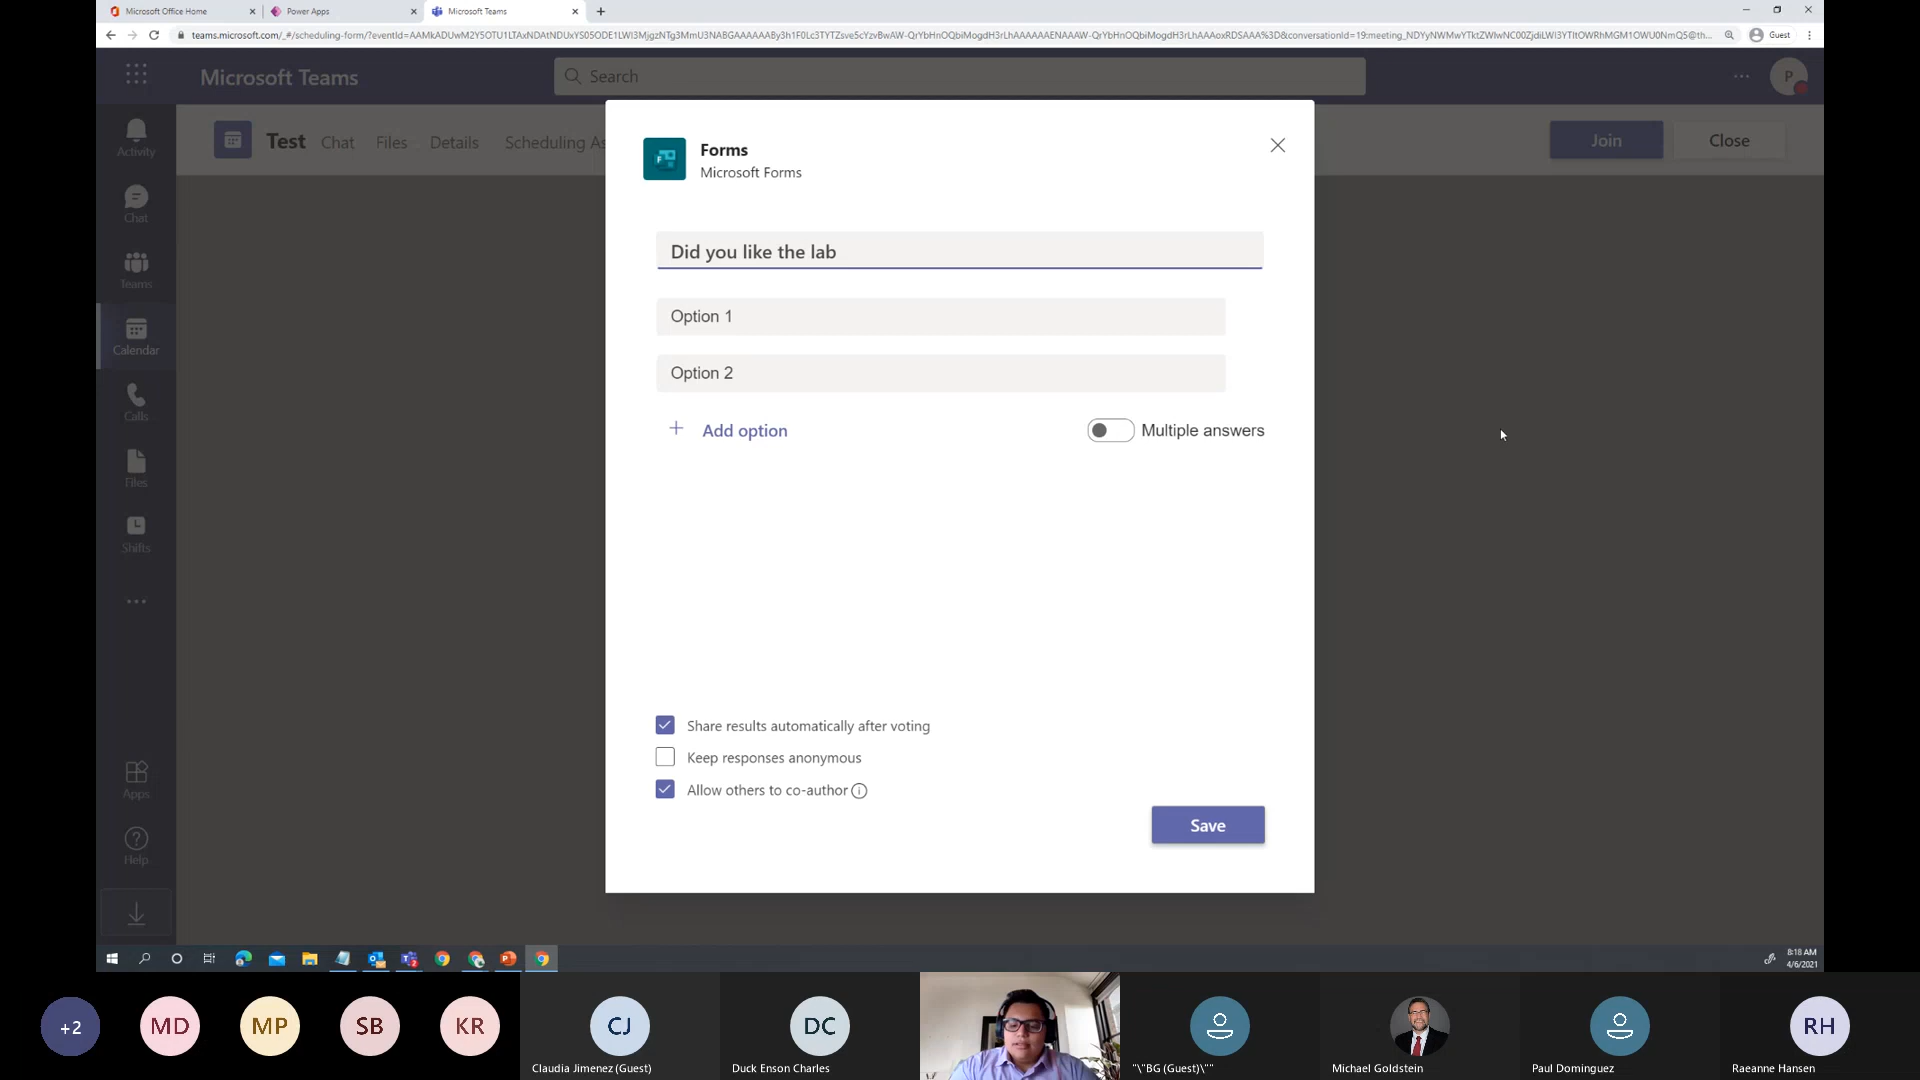 Microsoft Office Home
Power Apps
Microsoft Teams
Guest
Microsoft Teams
Search
P
Activity
Chat
Teams
Calendar
Calls
Files
Shifts
Apps
Help
Test
Chat
Files
Details
Scheduling As
Join
Close
Forms
Microsoft Forms
Did you like the lab
Option 1
Option 2
+ Add option
Multiple answers
Share results automatically after voting
Keep responses anonymous
Allow others to co-author
Save
8:18 AM
4/6/2021
+2
MD
MP
SB
KR
CJ
Claudia Jimenez (Guest)
DC
Duck Enson Charles
"\"BG (Guest)\""
Michael Goldstein
Paul Dominguez
RH
Raeanne Hansen